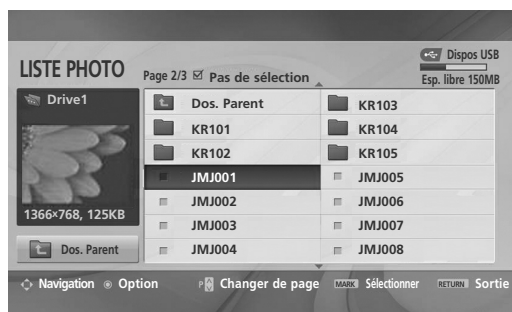 LISTE PHOTO
Page 2/3 Pas de sélection
Dispos USB
Esp. libre 150MB
Drive1
1366×768, 125KB
Dos. Parent
Dos. Parent
KR101
KR102
JMJ001
JMJ002
JMJ003
JMJ004
KR103
KR104
KR105
JMJ005
JMJ006
JMJ007
JMJ008
Navigation Option P Changer de page MARK Sélectionner RETURN Sortie